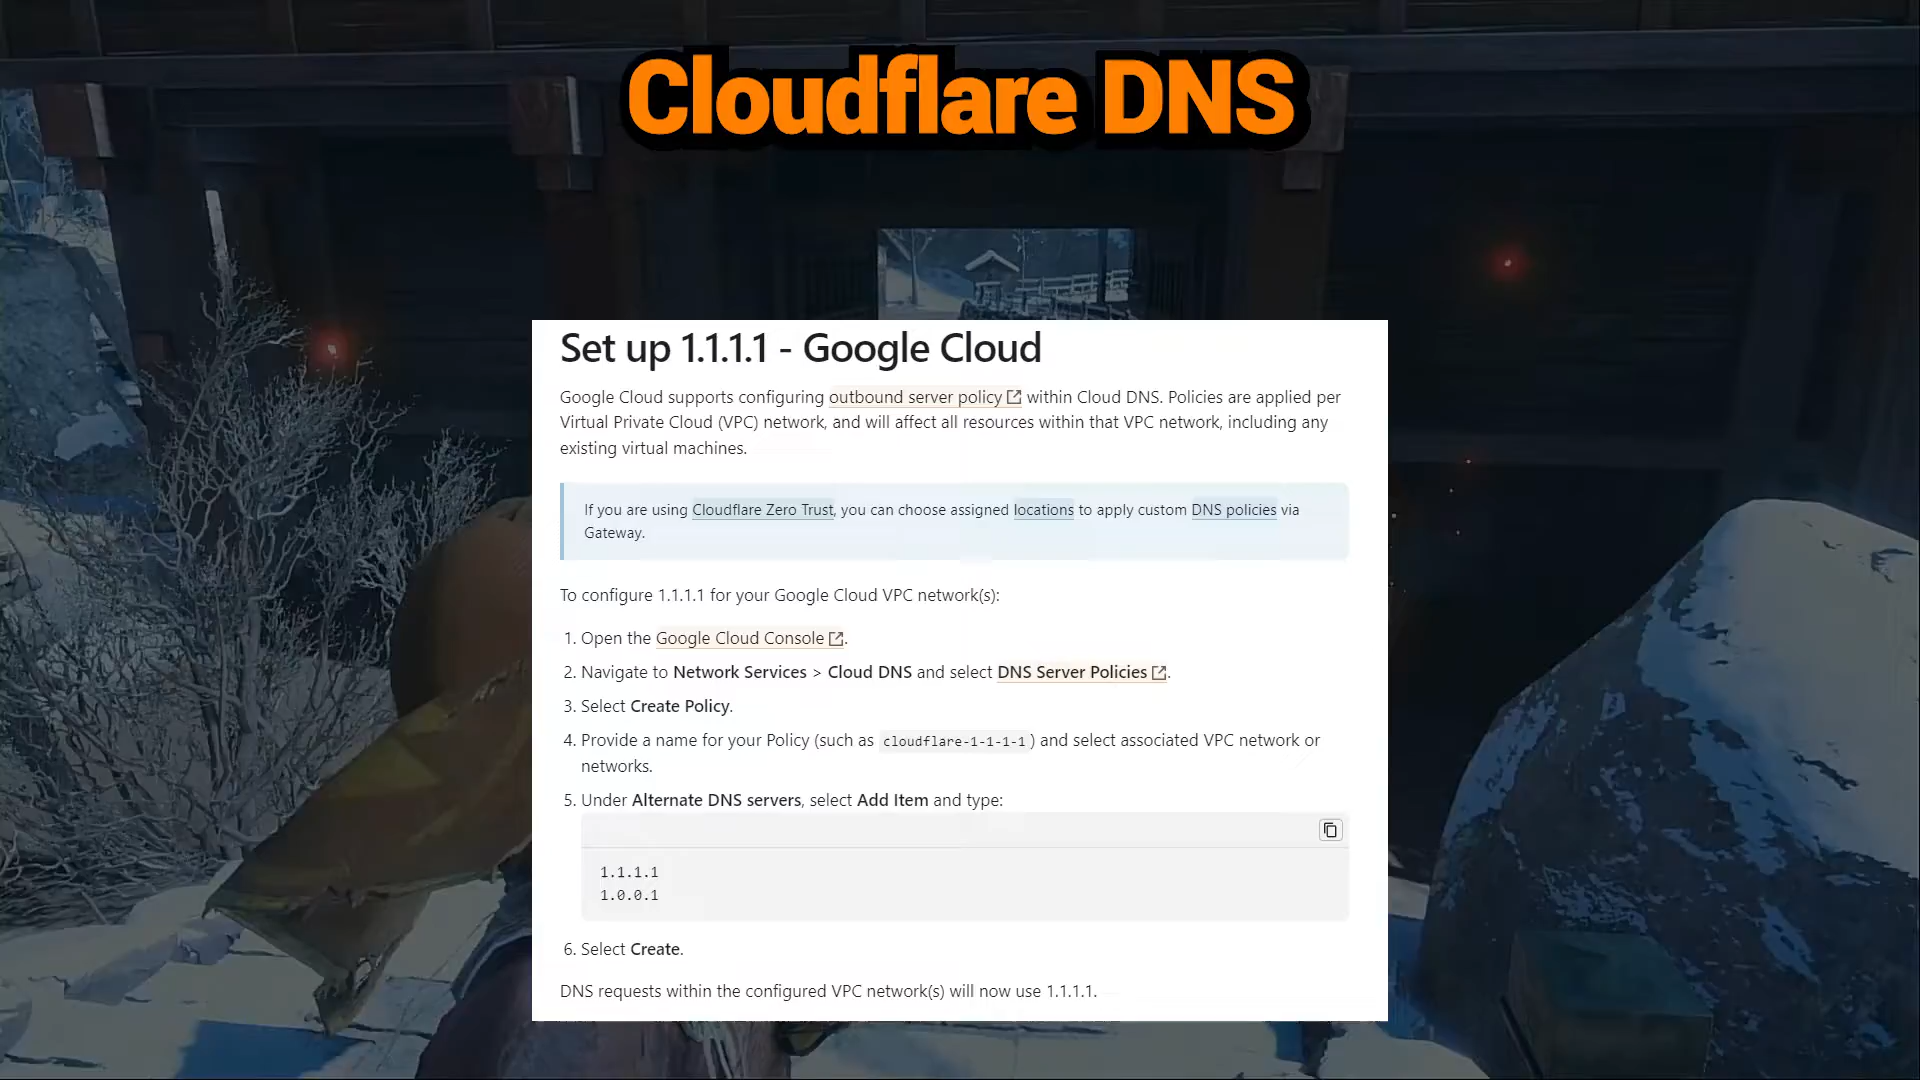 Cloudflare DNS
Set up 1.1.1.1 - Google Cloud
Google Cloud supports configuring outbound server policy within Cloud DNS. Policies are applied per
Virtual Private Cloud (VPC) network, and will affect all resources within that VPC network, including any
existing virtual machines.
If you are using Cloudflare Zero Trust, you can choose assigned locations to apply custom DNS policies via
Gateway.
To configure 1.1.1.1 for your Google Cloud VPC network(s):
1. Open the Google Cloud Console.
2. Navigate to Network Services > Cloud DNS and select DNS Server Policies.
3. Select Create Policy.
4. Provide a name for your Policy (such as cloudflare-1-1-1-1) and select associated VPC network or
networks.
5. Under Alternate DNS servers, select Add Item and type:
1.1.1.1
1.0.0.1
6. Select Create.
DNS requests within the configured VPC network(s) will now use 1.1.1.1.